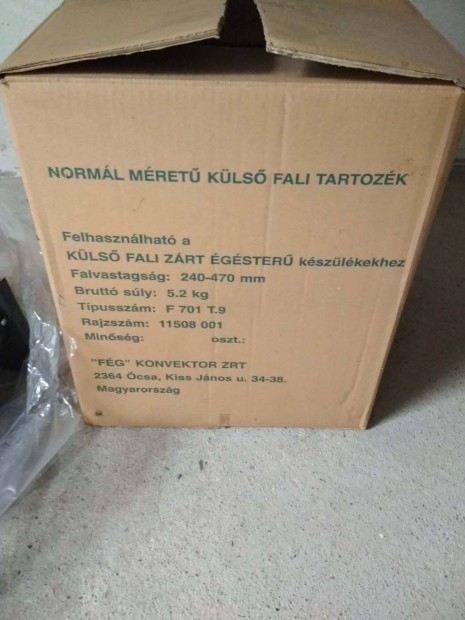 NORMÁL MÉRETŰ KÜLSŐ FALI TARTOZÉK
Felhasználható a
KÜLSŐ FALI ZÁRT ÉGÉSTERŰ készülékekhez
Falvastagság: 240-470 mm
Bruttó súly: 5.2 kg
Típusszám: F 701 T.9
Rajzszám: 11508 001
Minőség: oszt.:
"FÉG" KONVEKTOR ZRT
2364 Ócsa, Kiss János u. 34-38.
Magyarország